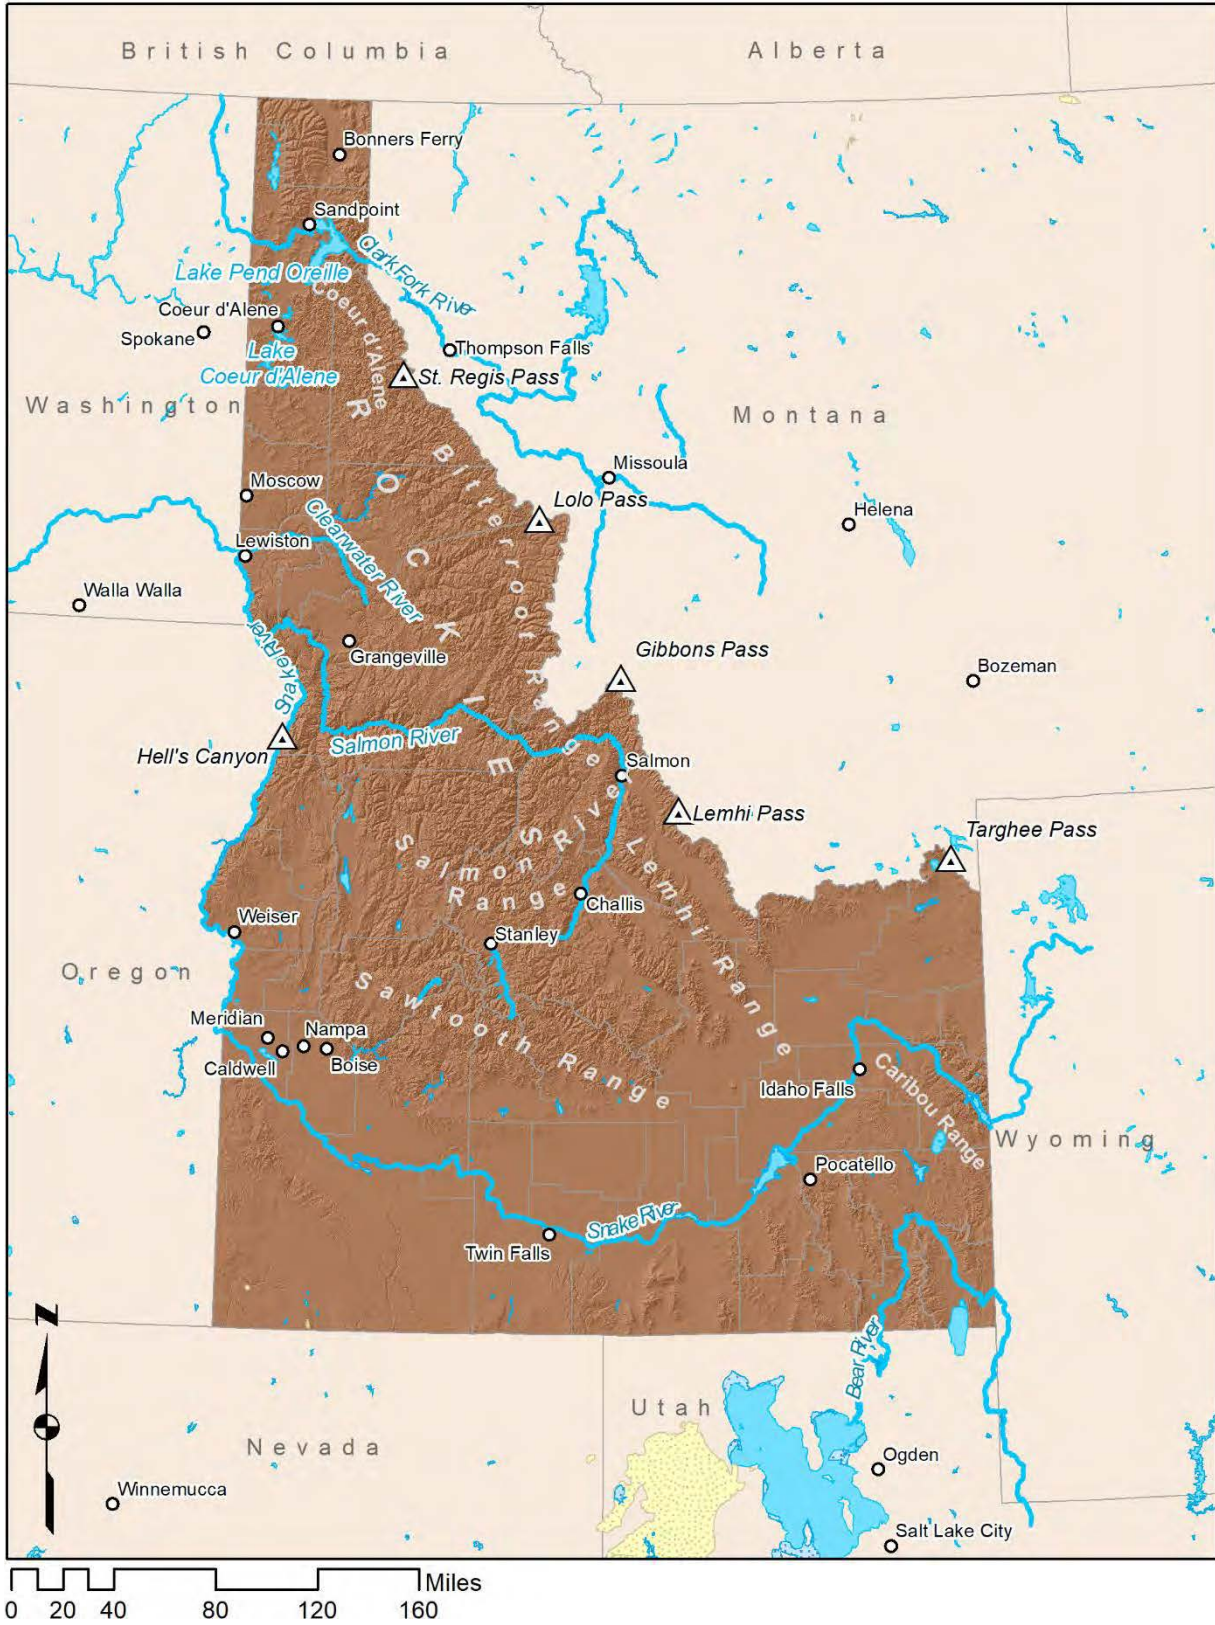 British Columbia
Alberta
Bonners Ferry
Sandpoint
Clark Fork River
Lake Pend Oreille
Coeur d'Alene
Coeur d'Alene
Spokane
Lake
Coeur d'Alene
Thompson Falls
St. Regis Pass
Washington
Montana
ROCKIES
Bitterroot Range
Missoula
Moscow
Lolo Pass
Helena
Clearwater River
Lewiston
Walla Walla
Snake River
Grangeville
Gibbons Pass
Bozeman
Hell's Canyon
Salmon River
Salmon
Lemhi Pass
Targhee Pass
Salmon River
Range
Lemhi Range
Challis
Weiser
Stanley
Oregon
Sawtooth Range
Meridian
Nampa
Caldwell
Boise
Idaho Falls
Caribou Range
Wyoming
Pocatello
Snake River
Twin Falls
Bear River
N
Utah
Nevada
Ogden
Winnemucca
Salt Lake City
Miles
0 20 40 80 120 160